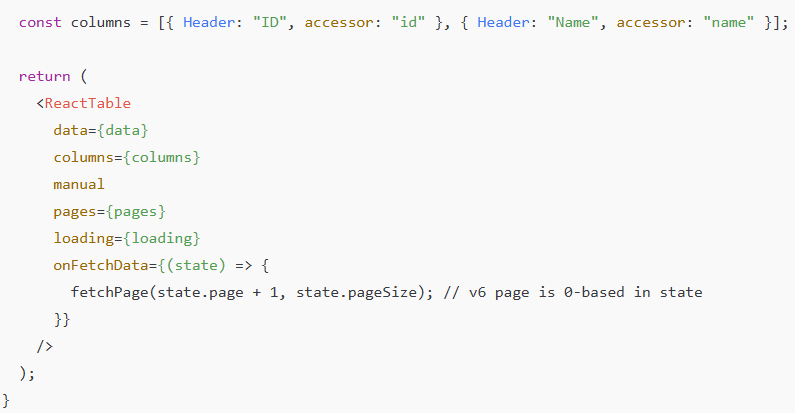 const columns = [{ Header: "ID", accessor: "id" }, { Header: "Name", accessor: "name" }];
return (
<ReactTable
data={data}
columns={columns}
manual
pages={pages}
loading={loading}
onFetchData={(state) => {
fetchPage(state.page + 1, state.pageSize); // v6 page is 0-based in state
}}
/>
);
}